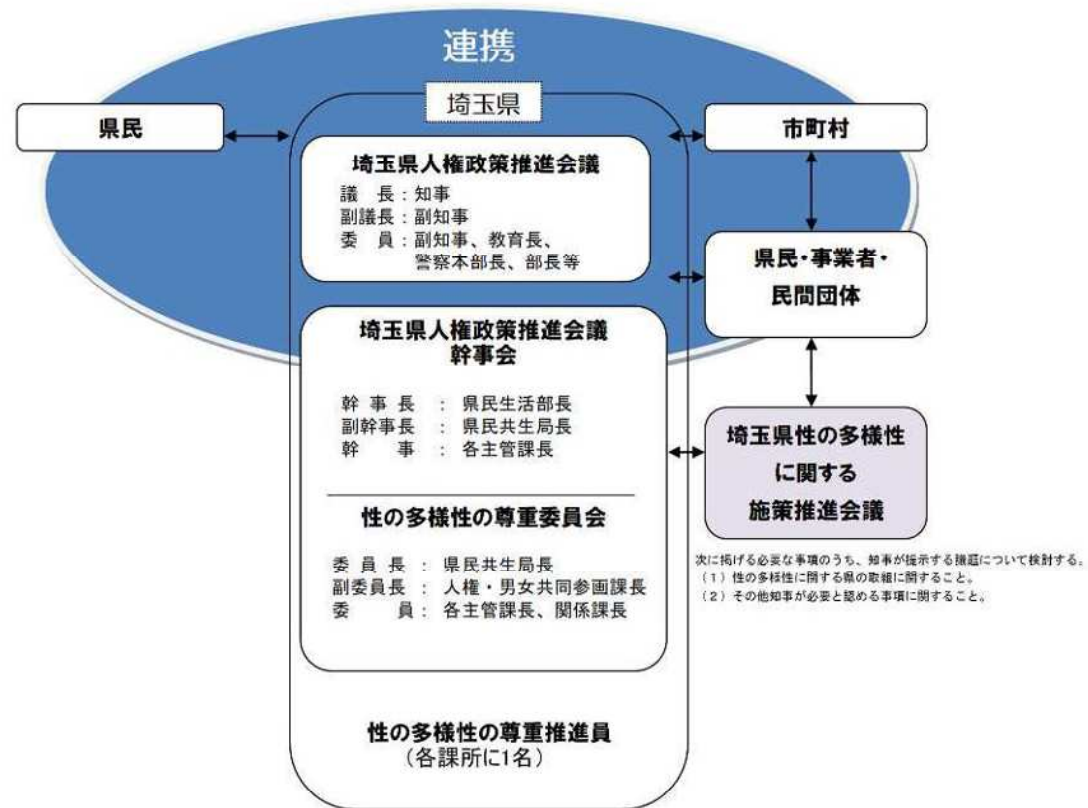 連携
埼玉県
県民
市町村
埼玉県人権政策推進会議
議　長：知事
副議長：副知事
委　員：副知事、教育長、
警察本部長、部長等
県民・事業者・
民間団体
埼玉県人権政策推進会議
幹事会
幹　事　長　：　県民生活部長
副幹事長　：　県民共生局長
幹　　　事　：　各主管課長
埼玉県性の多様性
に関する
施策推進会議
性の多様性の尊重委員会
委　員　長：　県民共生局長
副委員長：　人権・男女共同参画課長
委　　　員：　各主管課長、関係課長
次に掲げる必要な事項のうち、知事が提示する議題について検討する。
（１）性の多様性に関する県の取組に関すること。
（２）その他知事が必要と認める事項に関すること。
性の多様性の尊重推進員
（各課所に1名）